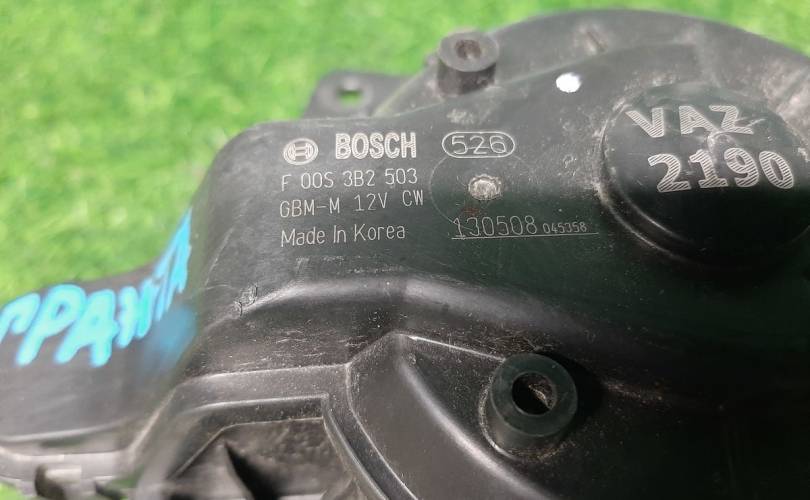 BOSCH 526
F 00S 3B2 503
GBM-M 12V CW
Made In Korea 130508 045358
VAZ
2190
ГРАНТА